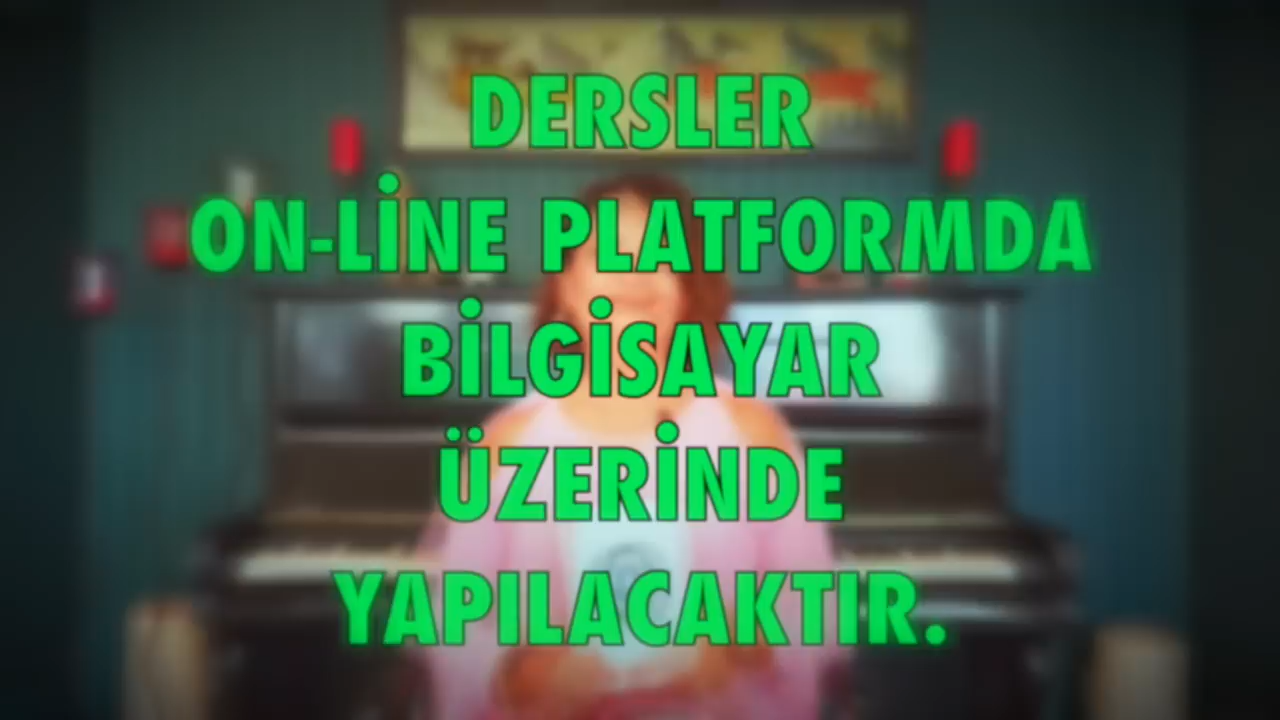 DERSLER
ON-LİNE PLATFORMDA
BİLGİSAYAR
ÜZERİNDE
YAPILACAKTIR.